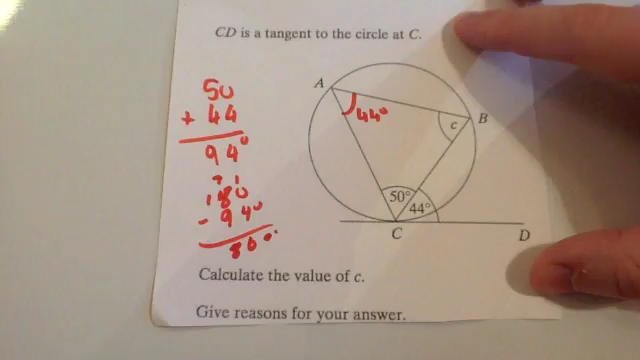 CD is a tangent to the circle at C.
50
+ 44
94°
180
- 94°
86°.
A
44°
B
c
50°
44°
C
D
Calculate the value of c.
Give reasons for your answer.